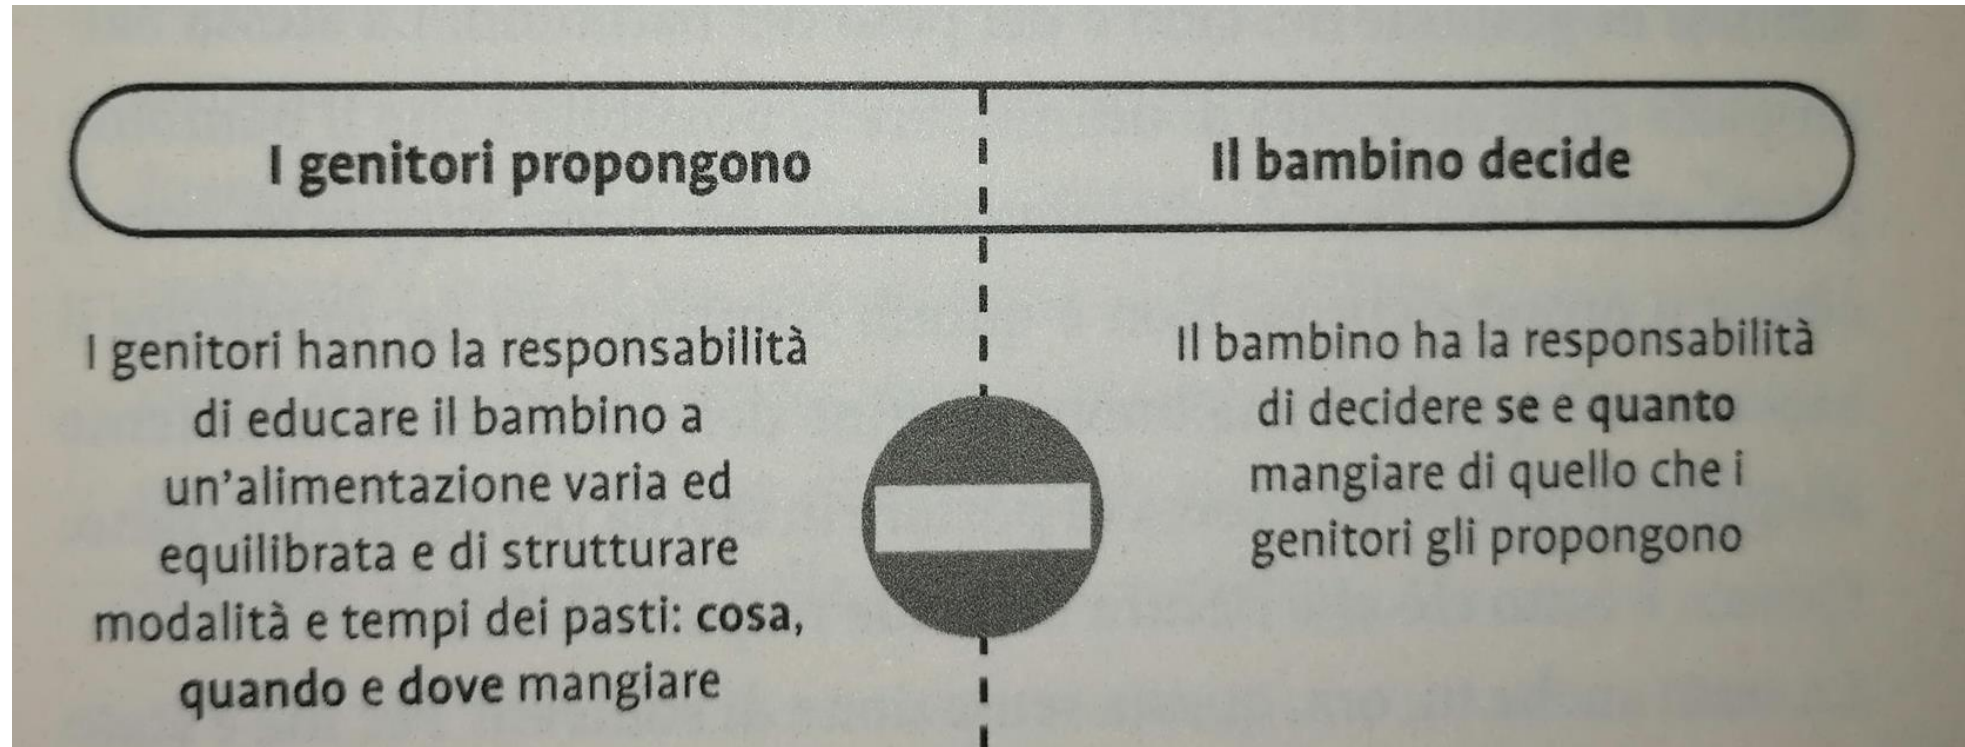 I genitori propongono
Il bambino decide
I genitori hanno la responsabilità
di educare il bambino a
un'alimentazione varia ed
equilibrata e di strutturare
modalità e tempi dei pasti: cosa,
quando e dove mangiare
Il bambino ha la responsabilità
di decidere se e quanto
mangiare di quello che i
genitori gli propongono